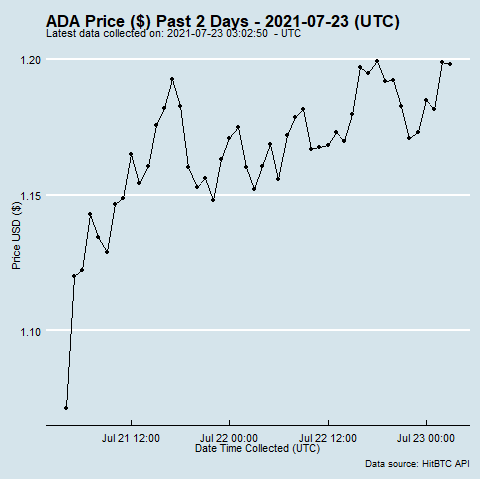 ADA Price ($) Past 2 Days - 2021-07-23 (UTC)
Latest data collected on: 2021-07-23 03:02:50  - UTC
1.20
1.15
1.10
Price USD ($)
Jul 21 12:00
Jul 22 00:00
Jul 22 12:00
Jul 23 00:00
Date Time Collected (UTC)
Data source: HitBTC API